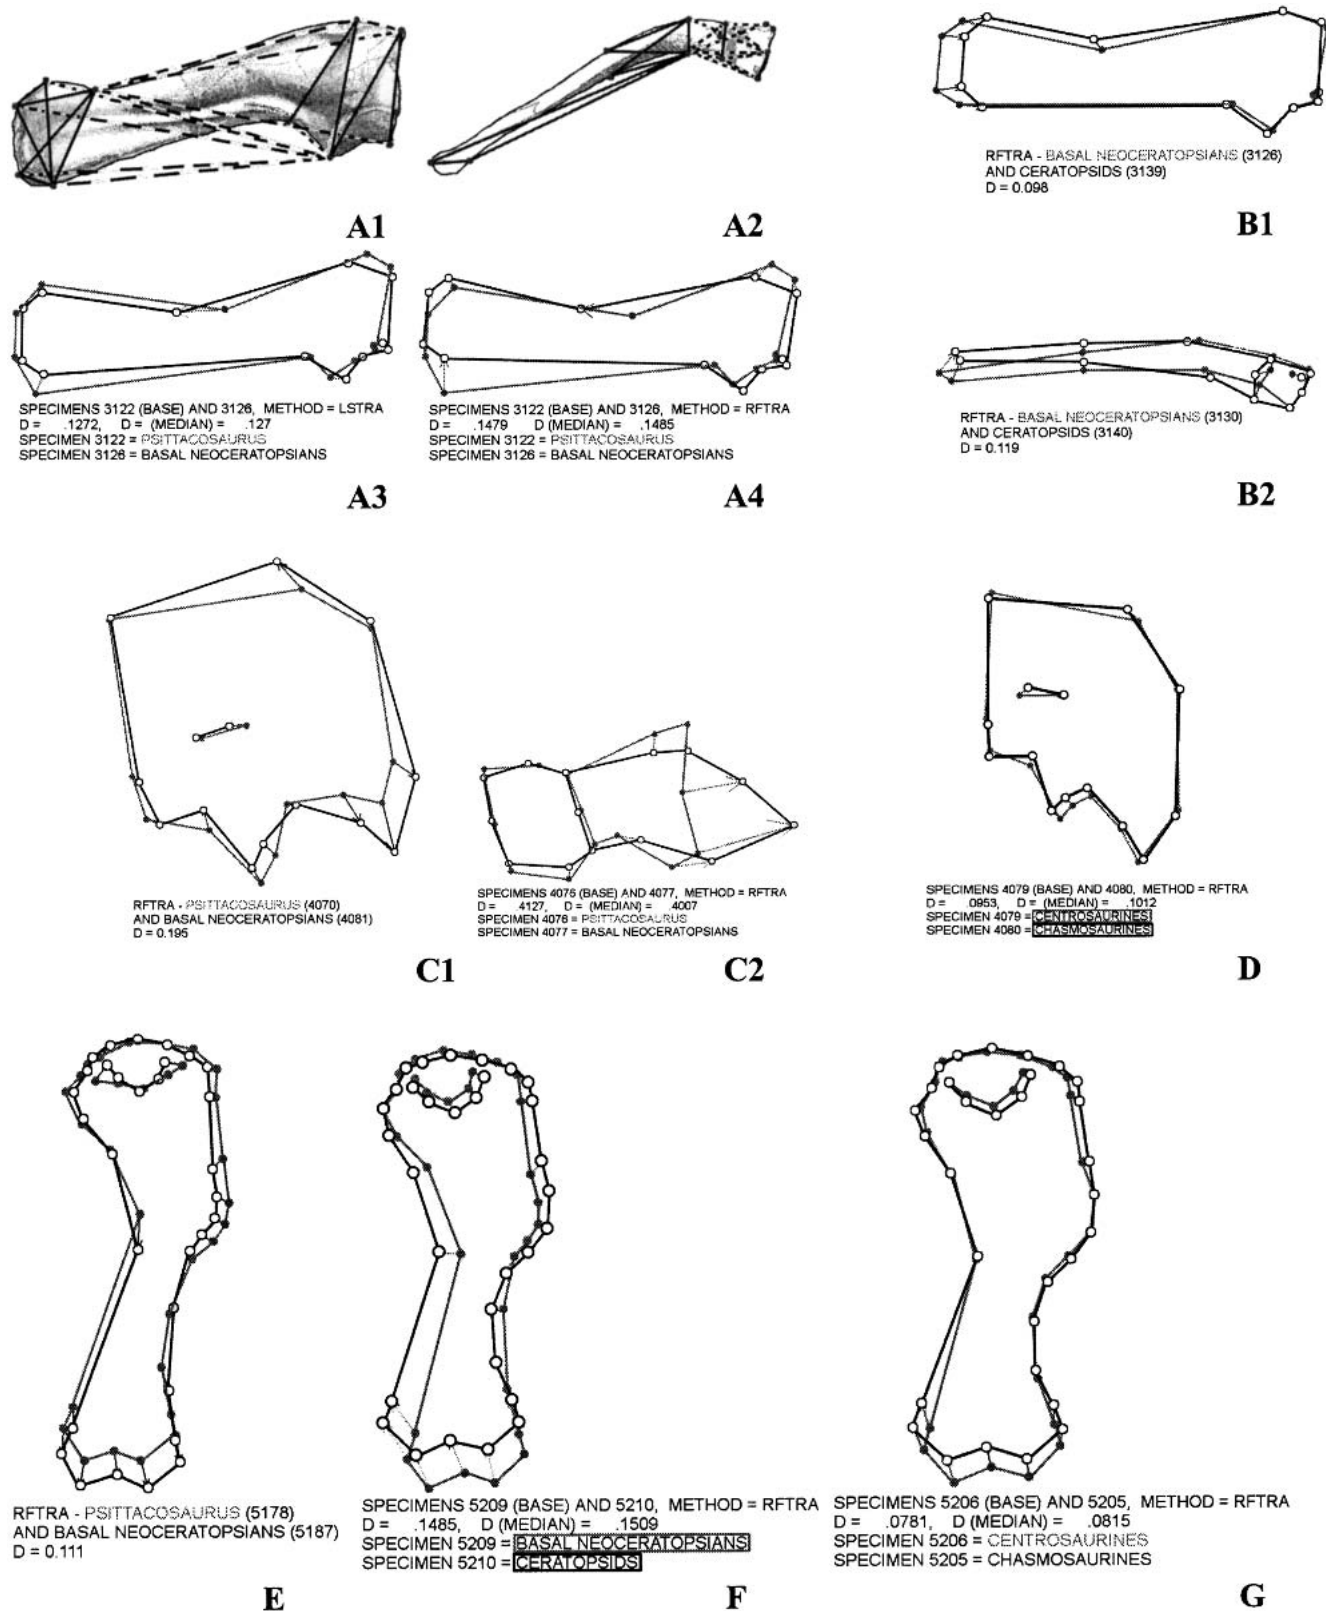 A1
A2
RFTRA - BASAL NEOCERATOPSIANS (3126)
AND CERATOPSIDS (3139)
D = 0.098
B1
SPECIMENS 3122 (BASE) AND 3126, METHOD = LSTRA
D = .1272, D = (MEDIAN) = .127
SPECIMEN 3122 = PSITTACOSAURUS
SPECIMEN 3126 = BASAL NEOCERATOPSIANS
A3
SPECIMENS 3122 (BASE) AND 3126, METHOD = RFTRA
D = .1479 D (MEDIAN) = .1485
SPECIMEN 3122 = PSITTACOSAURUS
SPECIMEN 3126 = BASAL NEOCERATOPSIANS
A4
RFTRA - BASAL NEOCERATOPSIANS (3130)
AND CERATOPSIDS (3140)
D = 0.119
B2
RFTRA - PSITTACOSAURUS (4070)
AND BASAL NEOCERATOPSIANS (4081)
D = 0.195
C1
SPECIMENS 4076 (BASE) AND 4077, METHOD = RFTRA
D = .4127, D = (MEDIAN) = .4007
SPECIMEN 4076 = PSITTACOSAURUS
SPECIMEN 4077 = BASAL NEOCERATOPSIANS
C2
SPECIMENS 4079 (BASE) AND 4080, METHOD = RFTRA
D = .0953, D = (MEDIAN) = .1012
SPECIMEN 4079 = CENTROSAURINES
SPECIMEN 4080 = CHASMOSAURINES
D
RFTRA - PSITTACOSAURUS (5178)
AND BASAL NEOCERATOPSIANS (5187)
D = 0.111
E
SPECIMENS 5209 (BASE) AND 5210, METHOD = RFTRA
D = .1485, D (MEDIAN) = .1509
SPECIMEN 5209 = BASAL NEOCERATOPSIANS
SPECIMEN 5210 = CERATOPSIDS
F
SPECIMENS 5206 (BASE) AND 5205, METHOD = RFTRA
D = .0781, D (MEDIAN) = .0815
SPECIMEN 5206 = CENTROSAURINES
SPECIMEN 5205 = CHASMOSAURINES
G